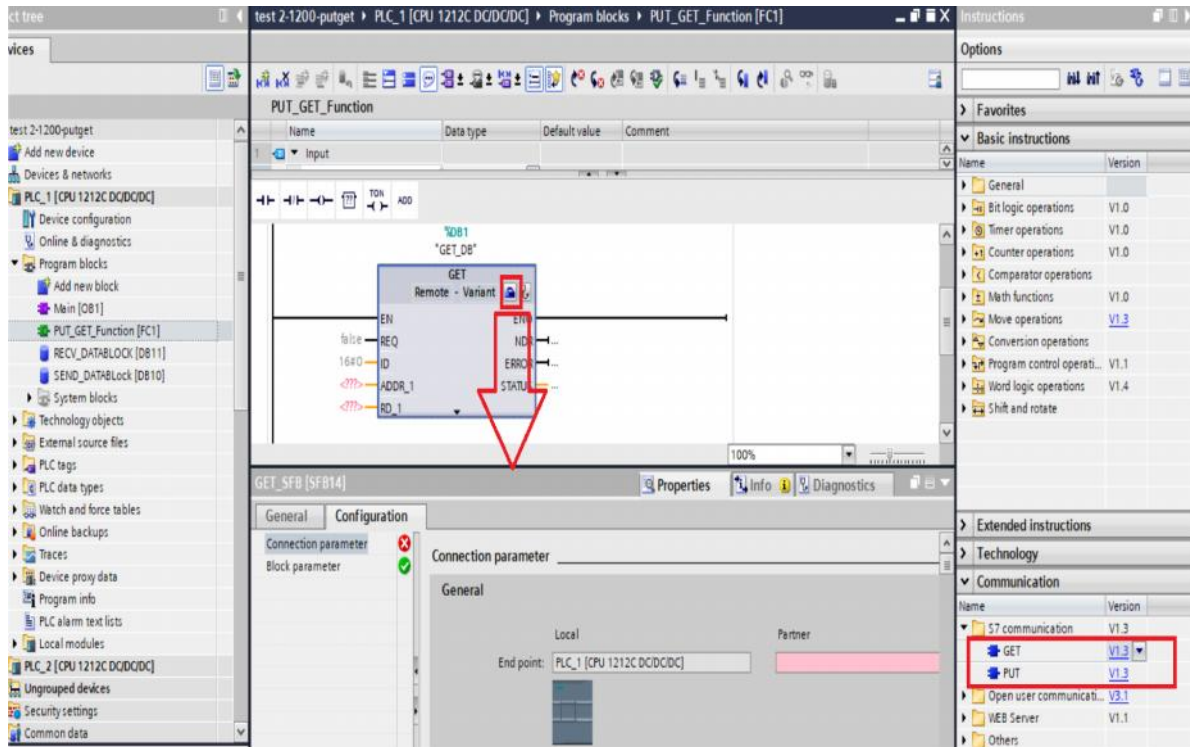 ct tree
vices
test 2-1200-putget
Add new device
Devices & networks
PLC_1 [CPU 1212C DC/DC/DC]
Device configuration
Online & diagnostics
Program blocks
Add new block
Main [OB1]
PUT_GET_Function [FC1]
RECV_DATABLOCK [DB11]
SEND_DATABLock [DB10]
System blocks
Technology objects
External source files
PLC tags
PLC data types
Watch and force tables
Online backups
Traces
Device proxy data
Program info
PLC alarm text lists
Local modules
PLC_2 [CPU 1212C DC/DC/DC]
Ungrouped devices
Security settings
Common data
test 2-1200-putget ▸ PLC_1 [CPU 1212C DC/DC/DC] ▸ Program blocks ▸ PUT_GET_Function [FC1]
PUT_GET_Function
Name Data type Default value Comment
1 Input
?? TON ADD
%DB1
"GET_DB"
GET
Remote - Variant
EN ENO
false REQ NDR ...
16#0 ID ERROR ...
<???> ADDR_1 STATUS ...
<???> RD_1
100%
GET_SFB [SFB14]
Properties Info Diagnostics
General Configuration
Connection parameter
Block parameter
Connection parameter
General
Local Partner
End point: PLC_1 [CPU 1212C DC/DC/DC]
Instructions
Options
Favorites
Basic instructions
Name Version
General
Bit logic operations V1.0
Timer operations V1.0
Counter operations V1.0
Comparator operations
Math functions V1.0
Move operations V1.3
Conversion operations
Program control operati... V1.1
Word logic operations V1.4
Shift and rotate
Extended instructions
Technology
Communication
Name Version
S7 communication V1.3
GET V1.3
PUT V1.3
Open user communicati... V3.1
WEB Server V1.1
Others